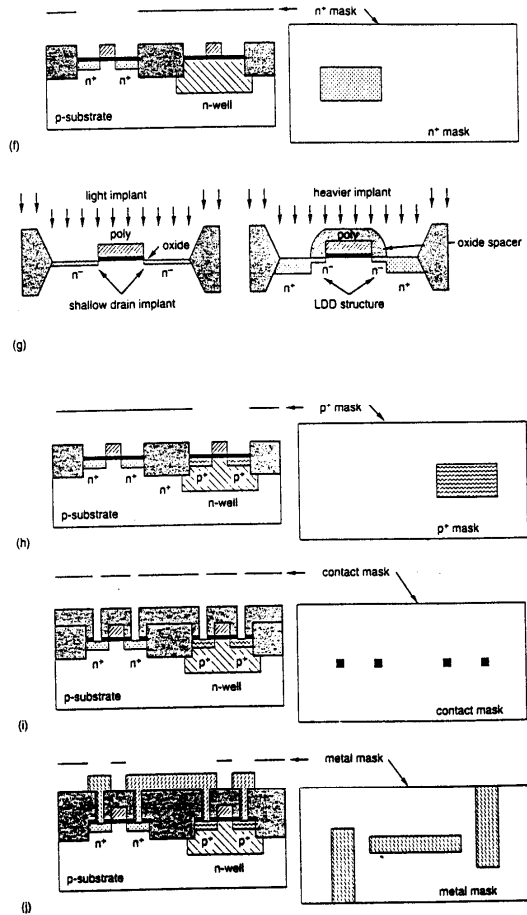 n+ mask
n+ n+
n-well
p-substrate
n+ mask
(f)
light implant
heavier implant
poly
poly
oxide
oxide spacer
n− n−
n− n−
n+ n+
shallow drain implant
LDD structure
(g)
p+ mask
n+ n+ n+ p+ p+
p-substrate
n-well
p+ mask
(h)
contact mask
n+ n+ p+ p+
p-substrate
n-well
contact mask
(i)
metal mask
n+ n+ p+ p+
p-substrate
n-well
metal mask
(j)